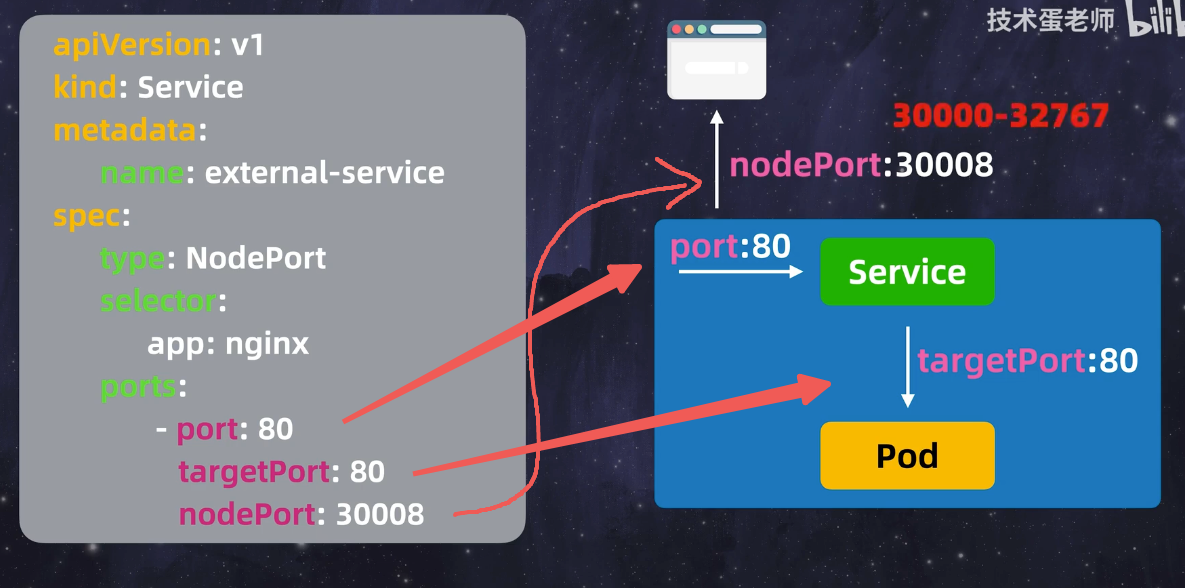 apiVersion: v1
kind: Service
metadata:
name: external-service
spec:
type: NodePort
selector:
app: nginx
ports:
- port: 80
targetPort: 80
nodePort: 30008
技术蛋老师
30000-32767
nodePort:30008
port:80
Service
targetPort:80
Pod